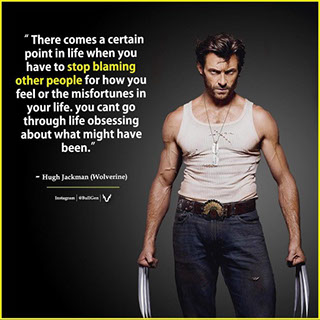 “ There comes a certain
point in life when you
have to stop blaming
other people for how you
feel or the misfortunes in
your life. you cant go
through life obsessing
about what might have
been.”
- Hugh Jackman (Wolverine)
Instagram | @BullGen |